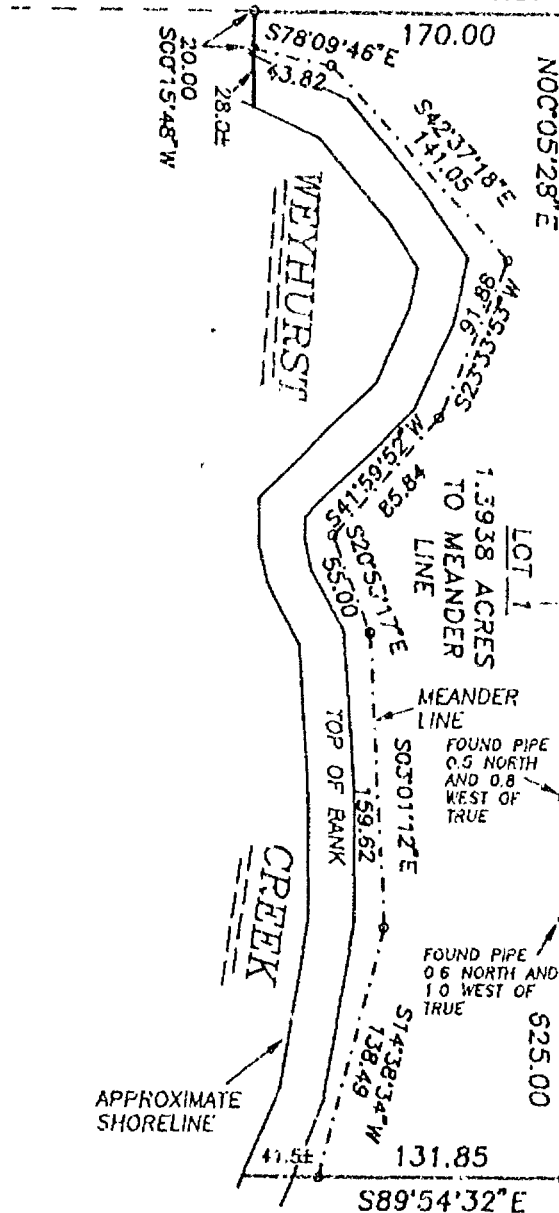 S78°09'46"E
170.00
43.82
20.00
S00°15'48"W
28.0±
N00°05'28"E
S42°37'18"E
141.05
WEYHURST
91.86
S23°33'53"W
S41°59'52"W
85.84
LOT 1
1.3938 ACRES
TO MEANDER
LINE
S20°53'17"E
55.00
MEANDER
LINE
FOUND PIPE
0.5 NORTH
AND 0.8
WEST OF
TRUE
S03°01'12"E
159.62
TOP OF BANK
CREEK
FOUND PIPE
0.6 NORTH AND
1.0 WEST OF
TRUE
625.00
S14°38'34"W
138.49
APPROXIMATE
SHORELINE
41.5±
131.85
S89°54'32"E